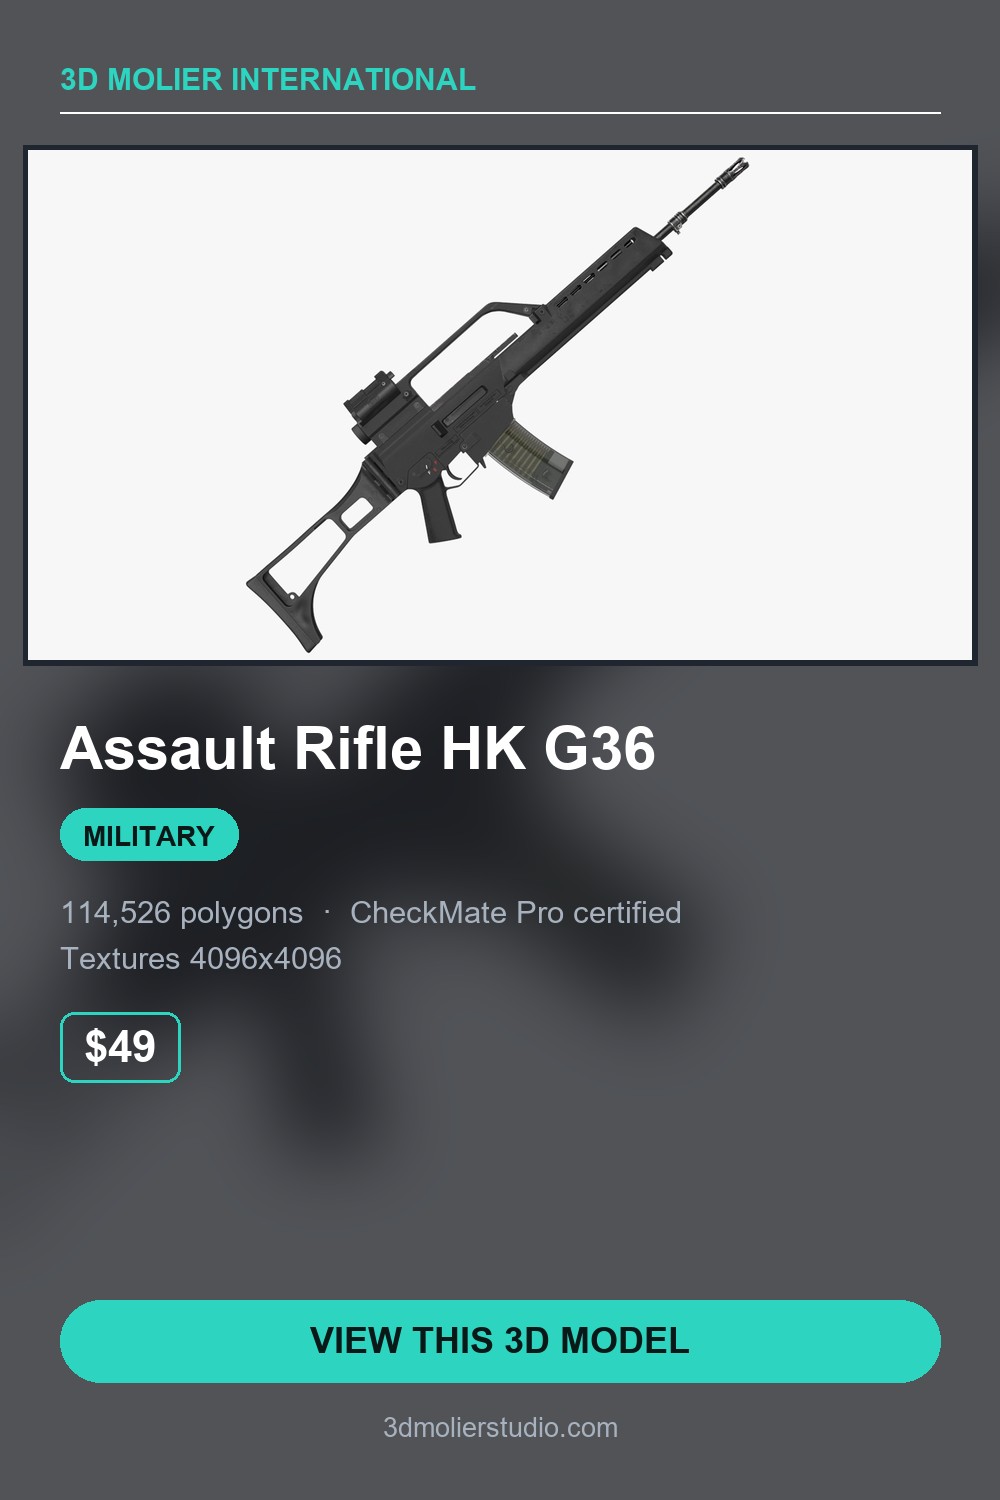 3D MOLIER INTERNATIONAL
Assault Rifle HK G36
MILITARY
114,526 polygons · CheckMate Pro certified
Textures 4096x4096
$49
VIEW THIS 3D MODEL
3dmolierstudio.com